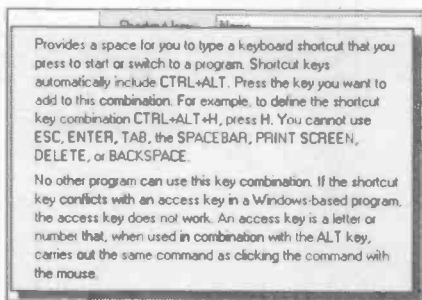 Shortcut key: None
Provides a space for you to type a keyboard shortcut that you
press to start or switch to a program. Shortcut keys
automatically include CTRL+ALT. Press the key you want to
add to this combination. For example, to define the shortcut
key combination CTRL+ALT+H, press H. You cannot use
ESC, ENTER, TAB, the SPACEBAR, PRINT SCREEN,
DELETE, or BACKSPACE.
No other program can use this key combination. If the shortcut
key conflicts with an access key in a Windows-based program,
the access key does not work. An access key is a letter or
number that, when used in combination with the ALT key,
carries out the same command as clicking the command with
the mouse.